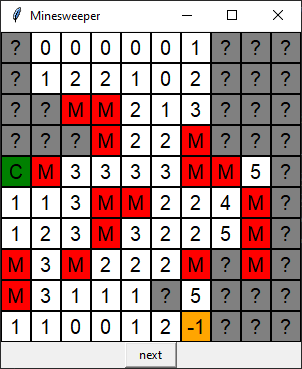 Minesweeper
? 0 0 0 0 0 1 ? ? ?
? 1 2 2 1 0 2 ? ? ?
? ? M M 2 1 3 ? ? ?
? ? ? M 2 2 M ? ? ?
C M 3 3 3 3 M M 5 ?
1 1 3 M M 2 2 4 M ?
1 2 3 M 3 2 2 5 M ?
M 3 M 2 2 2 M ? M ?
M 3 1 1 1 ? 5 ? ? ?
1 1 0 0 1 2 -1 ? ? ?
next